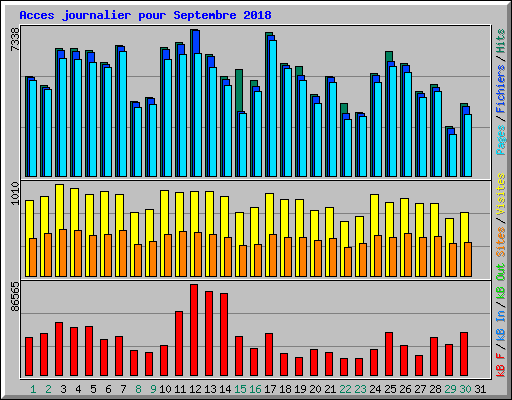 Acces journalier pour Septembre 2018
7338
Pages / Fichiers / Hits
1010
kB Out Sites / Visites
86565
kB F / kB In /
1 2 3 4 5 6 7 8 9 10 11 12 13 14 15 16 17 18 19 20 21 22 23 24 25 26 27 28 29 30 31